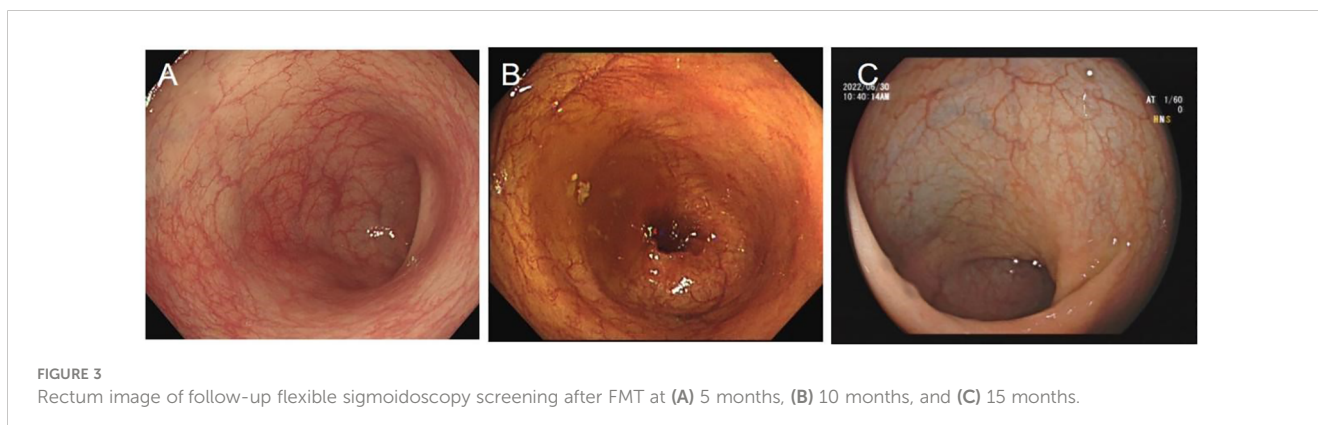 A
B
C
2022/06/30
10:40:14AM
AT 1/60
0
HNS
FIGURE 3
Rectum image of follow-up flexible sigmoidoscopy screening after FMT at (A) 5 months, (B) 10 months, and (C) 15 months.